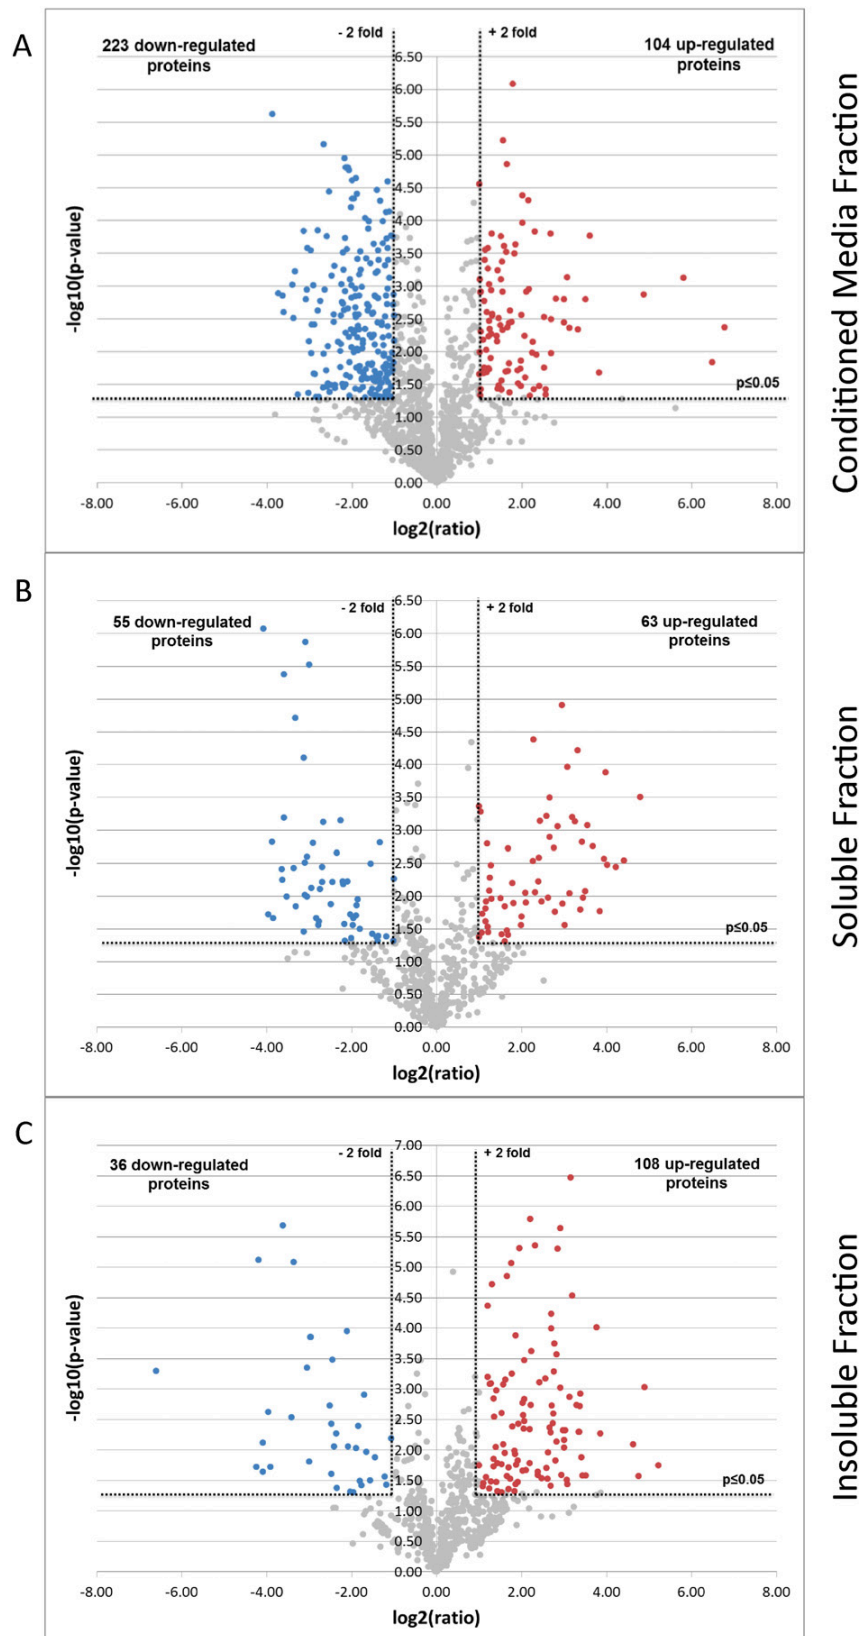 A
223 down-regulated
proteins
- 2 fold
+ 2 fold
104 up-regulated
proteins
6.50
6.00
5.50
5.00
4.50
4.00
3.50
3.00
2.50
2.00
1.50
1.00
0.50
0.00
-log10(p-value)
p≤0.05
-8.00 -6.00 -4.00 -2.00 0.00 2.00 4.00 6.00 8.00
log2(ratio)
Conditioned Media Fraction
B
55 down-regulated
proteins
- 2 fold
+ 2 fold
63 up-regulated
proteins
6.50
6.00
5.50
5.00
4.50
4.00
3.50
3.00
2.50
2.00
1.50
1.00
0.50
0.00
-log10(p-value)
p≤0.05
-8.00 -6.00 -4.00 -2.00 0.00 2.00 4.00 6.00 8.00
log2(ratio)
Soluble Fraction
C
36 down-regulated
proteins
- 2 fold
+ 2 fold
108 up-regulated
proteins
7.00
6.50
6.00
5.50
5.00
4.50
4.00
3.50
3.00
2.50
2.00
1.50
1.00
0.50
0.00
-log10(p-value)
p≤0.05
-8.00 -6.00 -4.00 -2.00 0.00 2.00 4.00 6.00 8.00
log2(ratio)
Insoluble Fraction